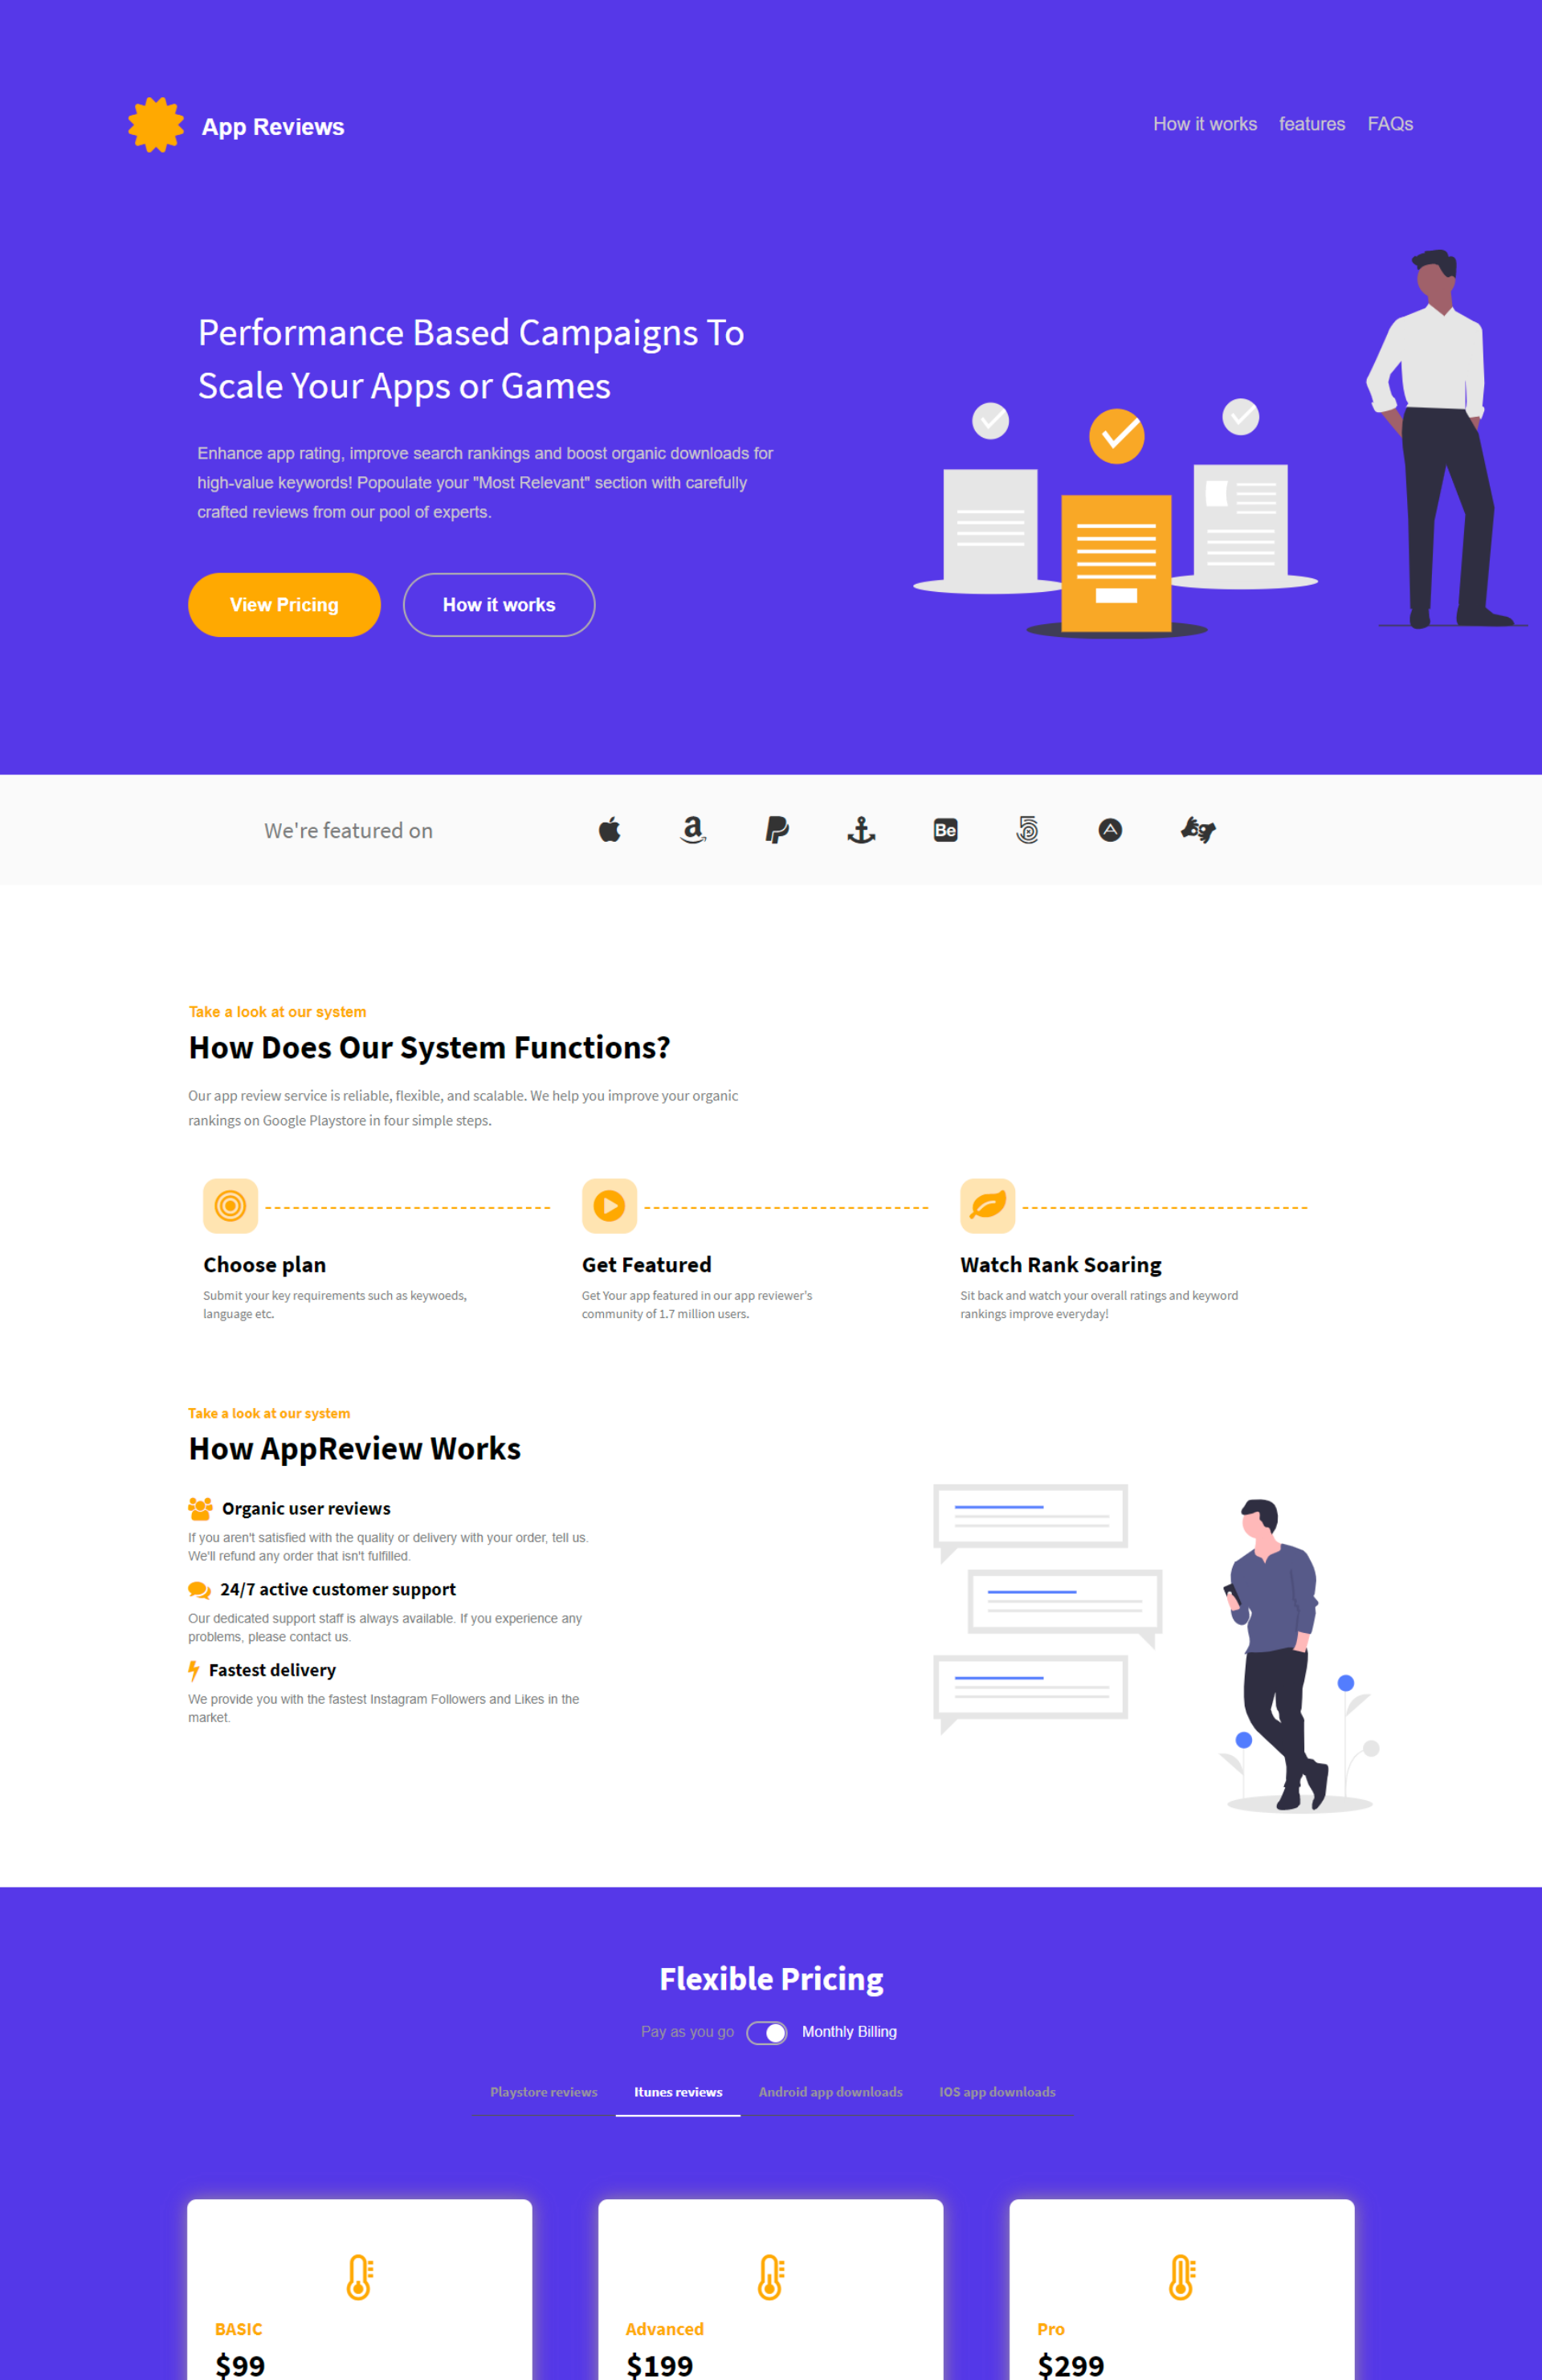 App Reviews
How it works features FAQs
Performance Based Campaigns To
Scale Your Apps or Games
Enhance app rating, improve search rankings and boost organic downloads for
high-value keywords! Popoulate your "Most Relevant" section with carefully
crafted reviews from our pool of experts.
View Pricing How it works
We're featured on
Be
Take a look at our system
How Does Our System Functions?
Our app review service is reliable, flexible, and scalable. We help you improve your organic
rankings on Google Playstore in four simple steps.
Choose plan
Submit your key requirements such as keywoeds,
language etc.
Get Featured
Get Your app featured in our app reviewer's
community of 1.7 million users.
Watch Rank Soaring
Sit back and watch your overall ratings and keyword
rankings improve everyday!
Take a look at our system
How AppReview Works
Organic user reviews
If you aren't satisfied with the quality or delivery with your order, tell us.
We'll refund any order that isn't fulfilled.
24/7 active customer support
Our dedicated support staff is always available. If you experience any
problems, please contact us.
Fastest delivery
We provide you with the fastest Instagram Followers and Likes in the
market.
Flexible Pricing
Pay as you go Monthly Billing
Playstore reviews Itunes reviews Android app downloads IOS app downloads
BASIC
$99
Advanced
$199
Pro
$299